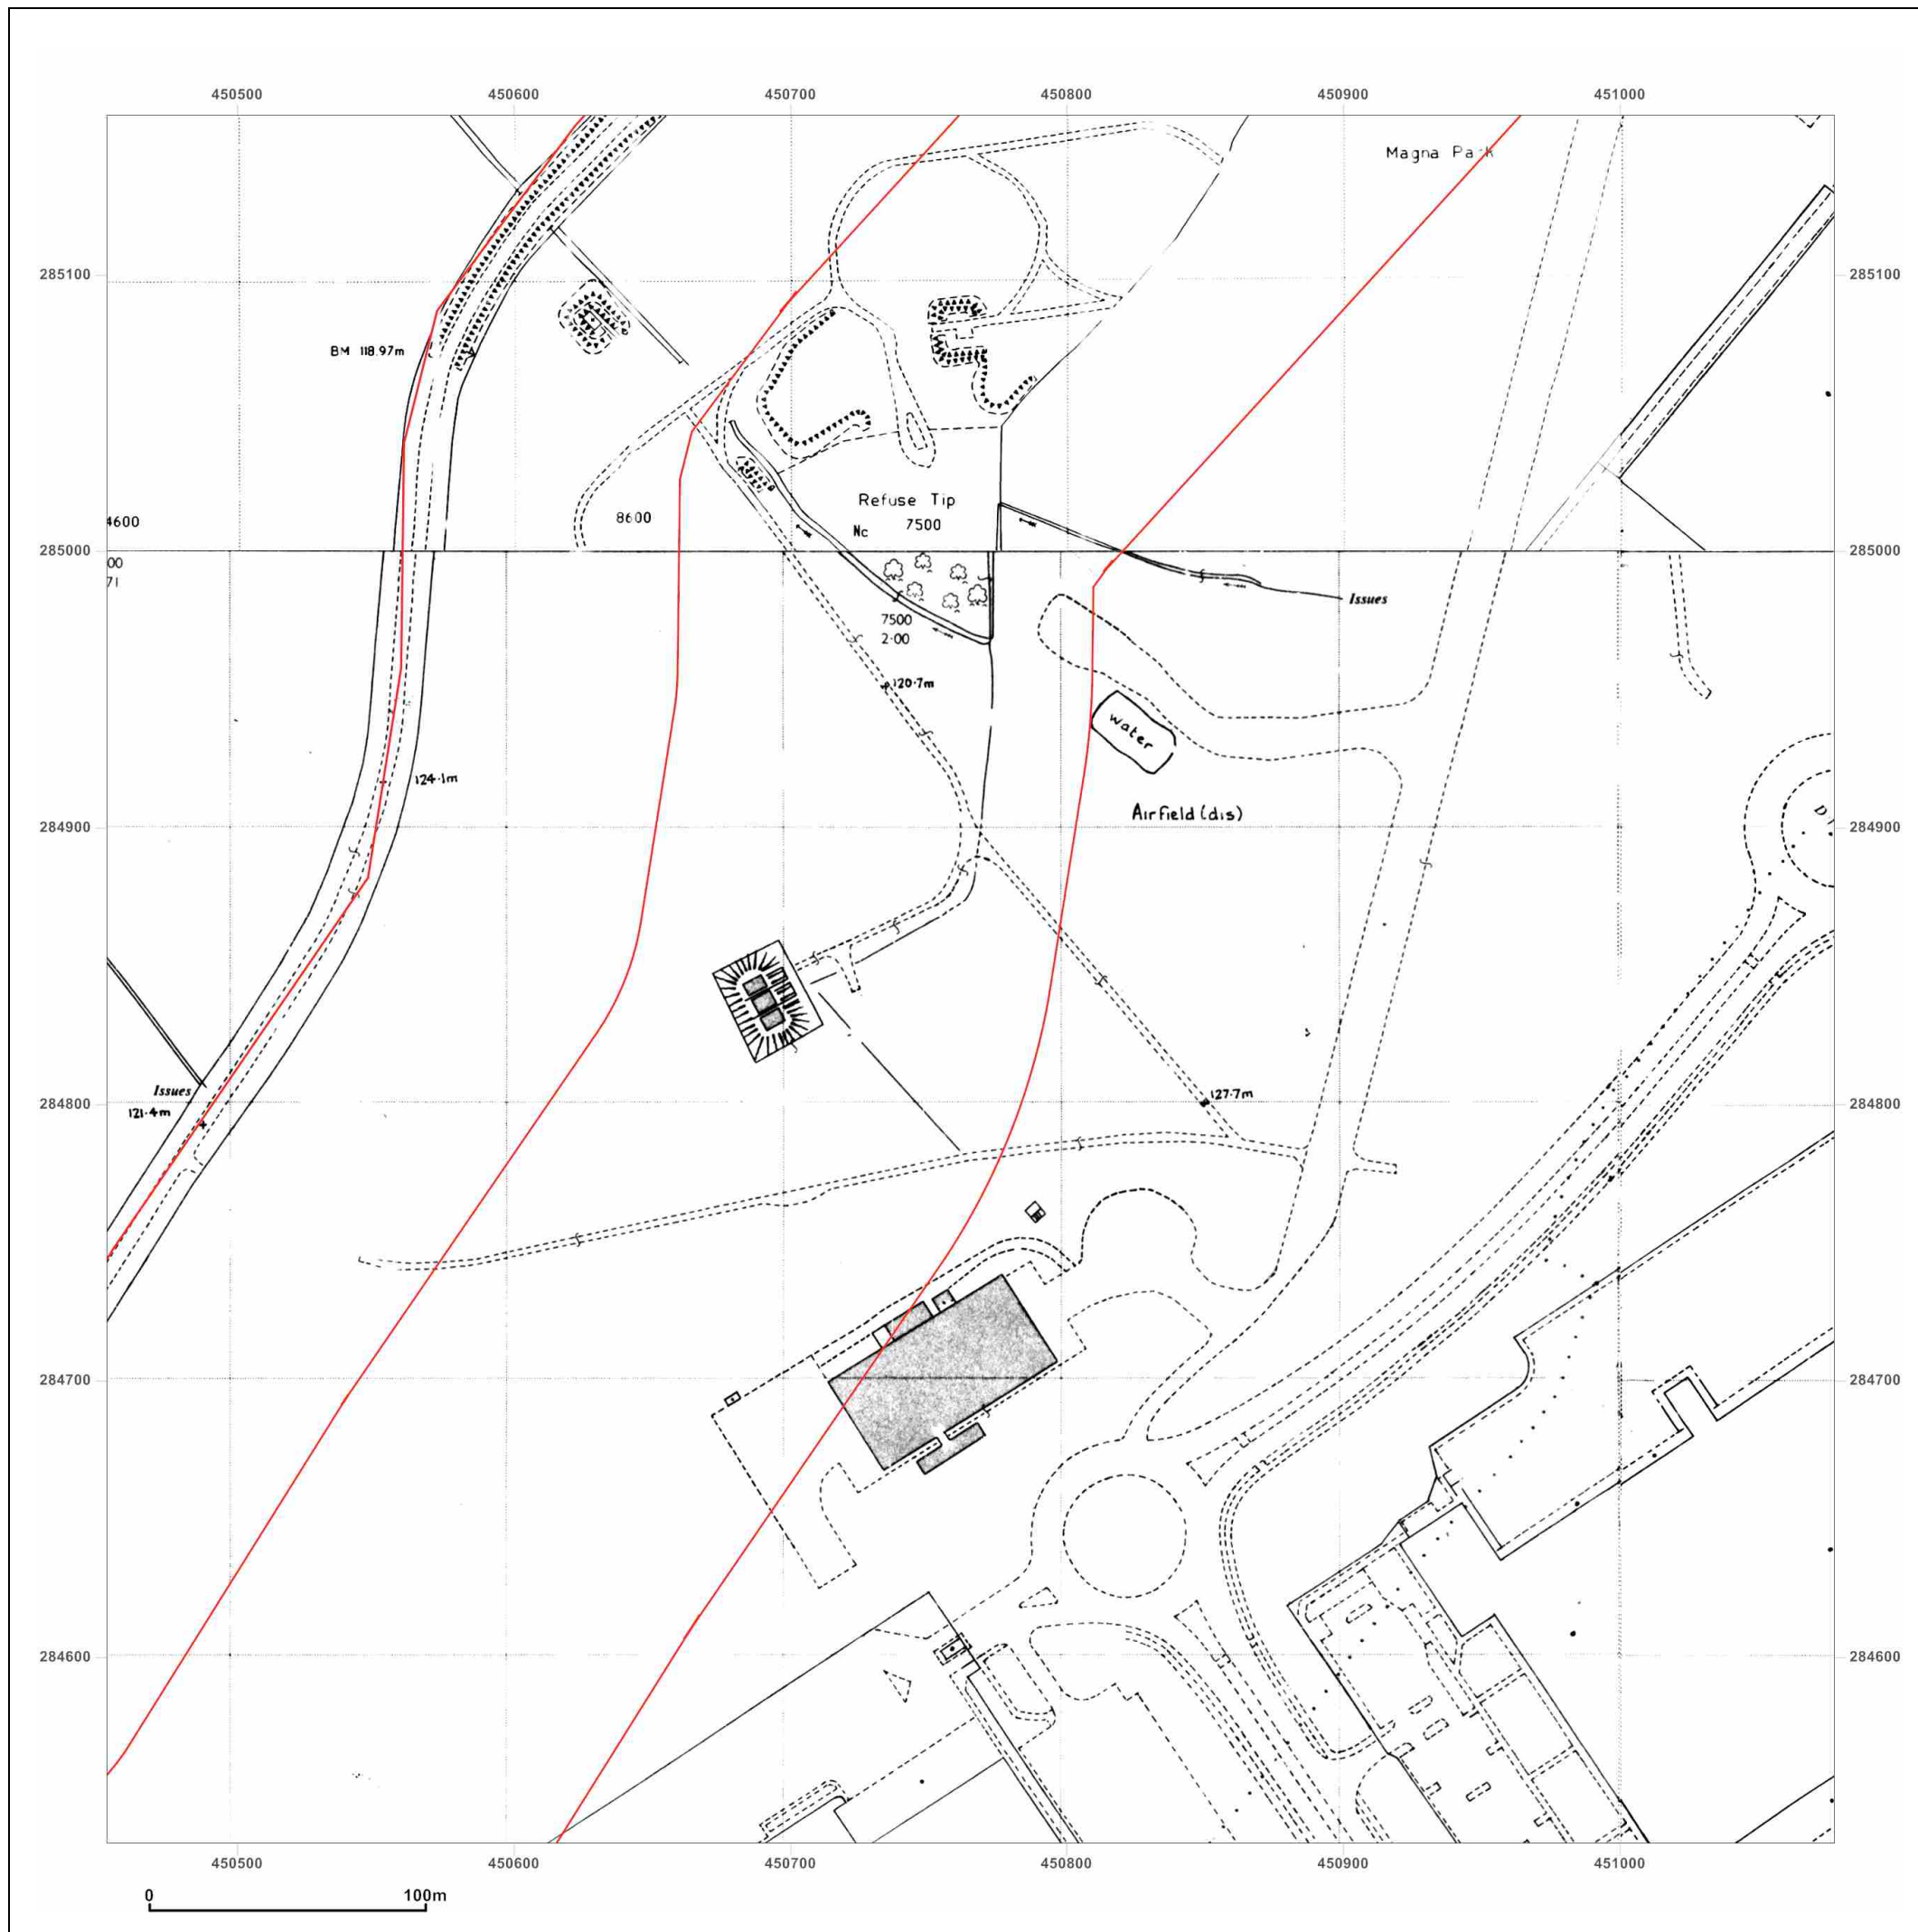 450500 450600 450700 450800 450900 451000
Magna Park
285100 285100
BM 118.97m
Refuse Tip
8600
Nc 7500
4600
285000 285000
00
71
Issues
7500
2·00
120·7m
water
124·1m
Airfield (dis)
284900 284900
D
Issues
121·4m
127·7m
284800 284800
284700 284700
284600 284600
450500 450600 450700 450800 450900 451000
0 100m